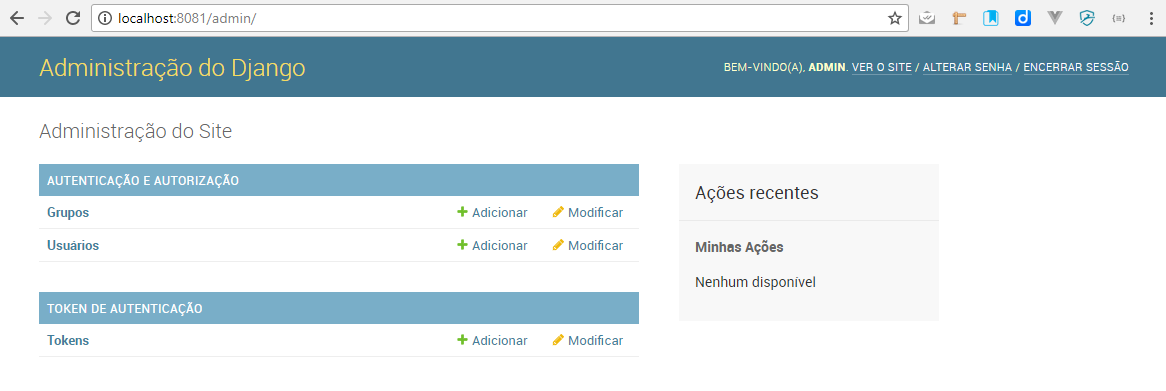 localhost:8081/admin/
Administração do Django
BEM-VINDO(A), ADMIN. VER O SITE / ALTERAR SENHA / ENCERRAR SESSÃO
Administração do Site
AUTENTICAÇÃO E AUTORIZAÇÃO
Grupos Adicionar Modificar
Usuários Adicionar Modificar
TOKEN DE AUTENTICAÇÃO
Tokens Adicionar Modificar
Ações recentes
Minhas Ações
Nenhum disponível